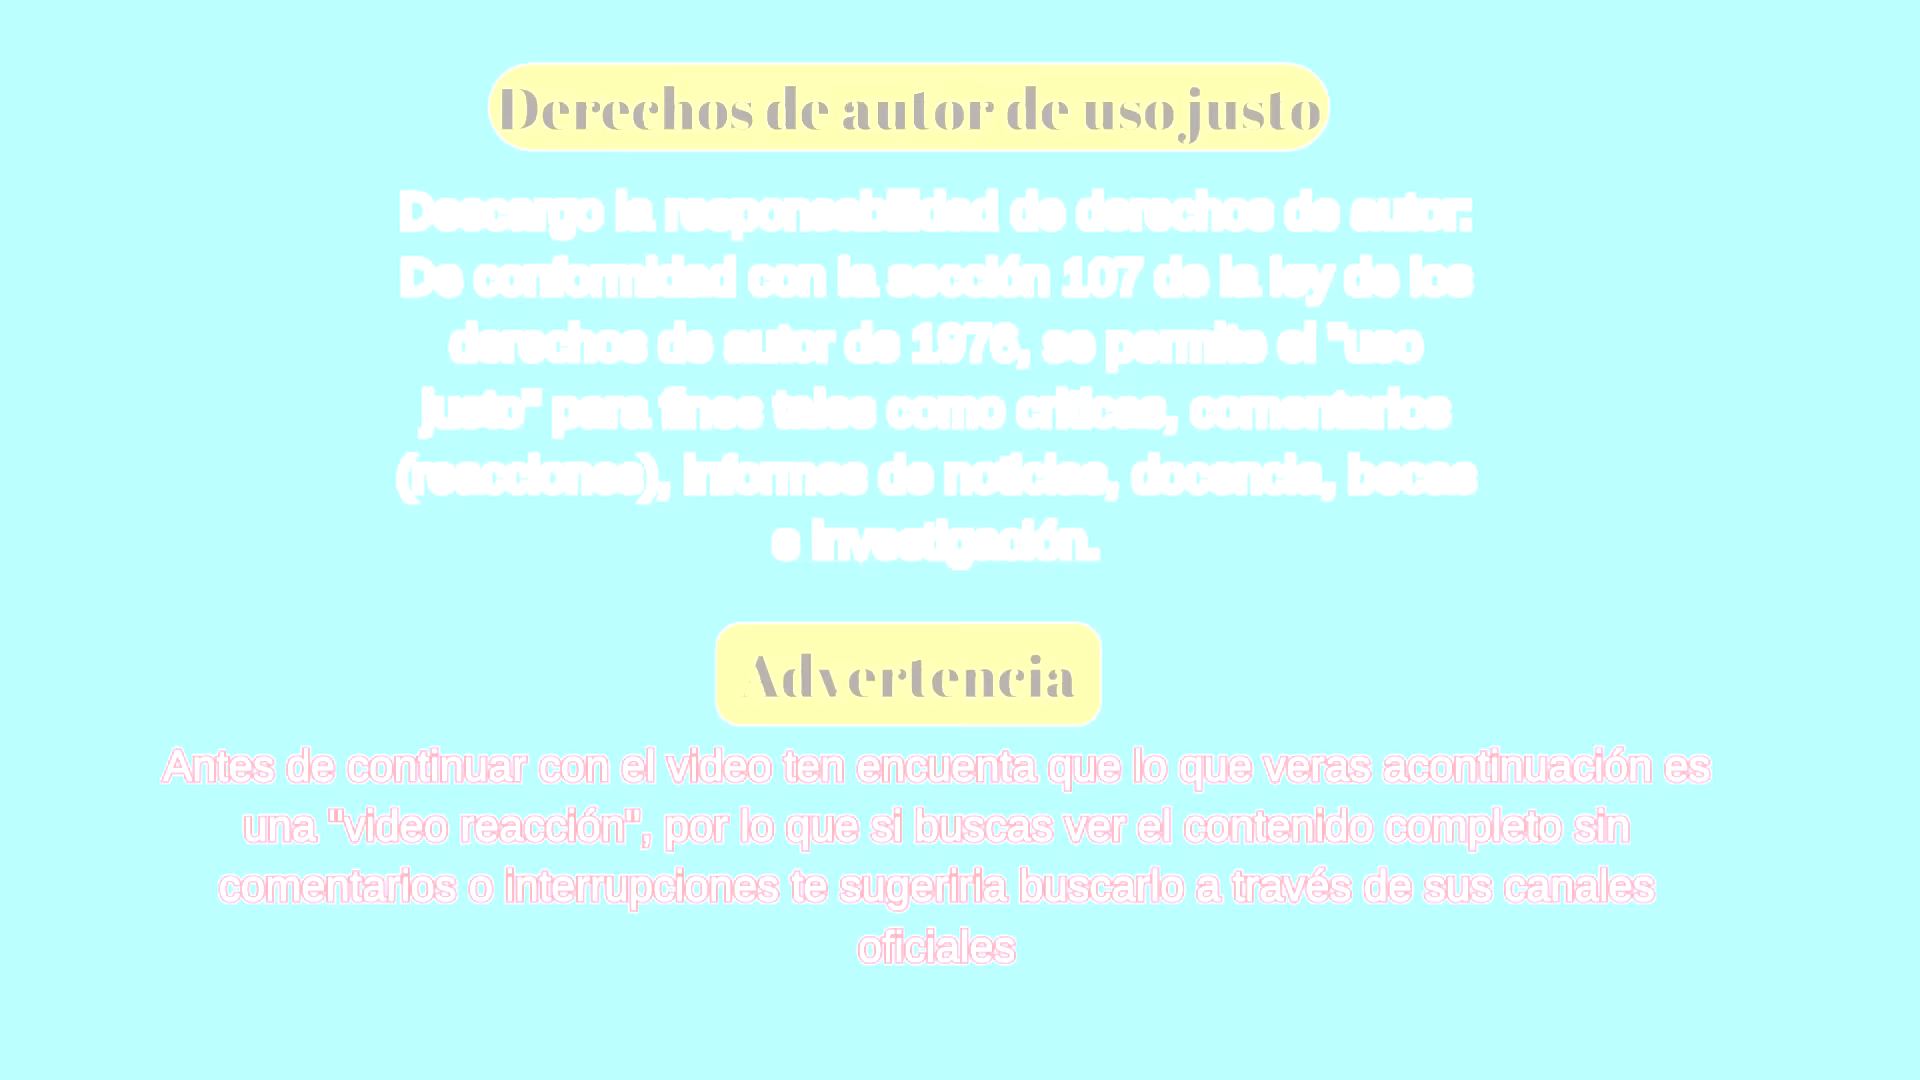 Derechos de autor de uso justo
Descargo la responsabilidad de derechos de autor:
De conformidad con la sección 107 de la ley de los
derechos de autor de 1976, se permite el "uso
justo" para fines tales como criticas, comentarios
(reacciones), informes de noticias, docencia, becas
e investigación.
Advertencia
Antes de continuar con el video ten encuenta que lo que veras acontinuación es
una "video reacción", por lo que si buscas ver el contenido completo sin
comentarios o interrupciones te sugeriria buscarlo a través de sus canales
oficiales